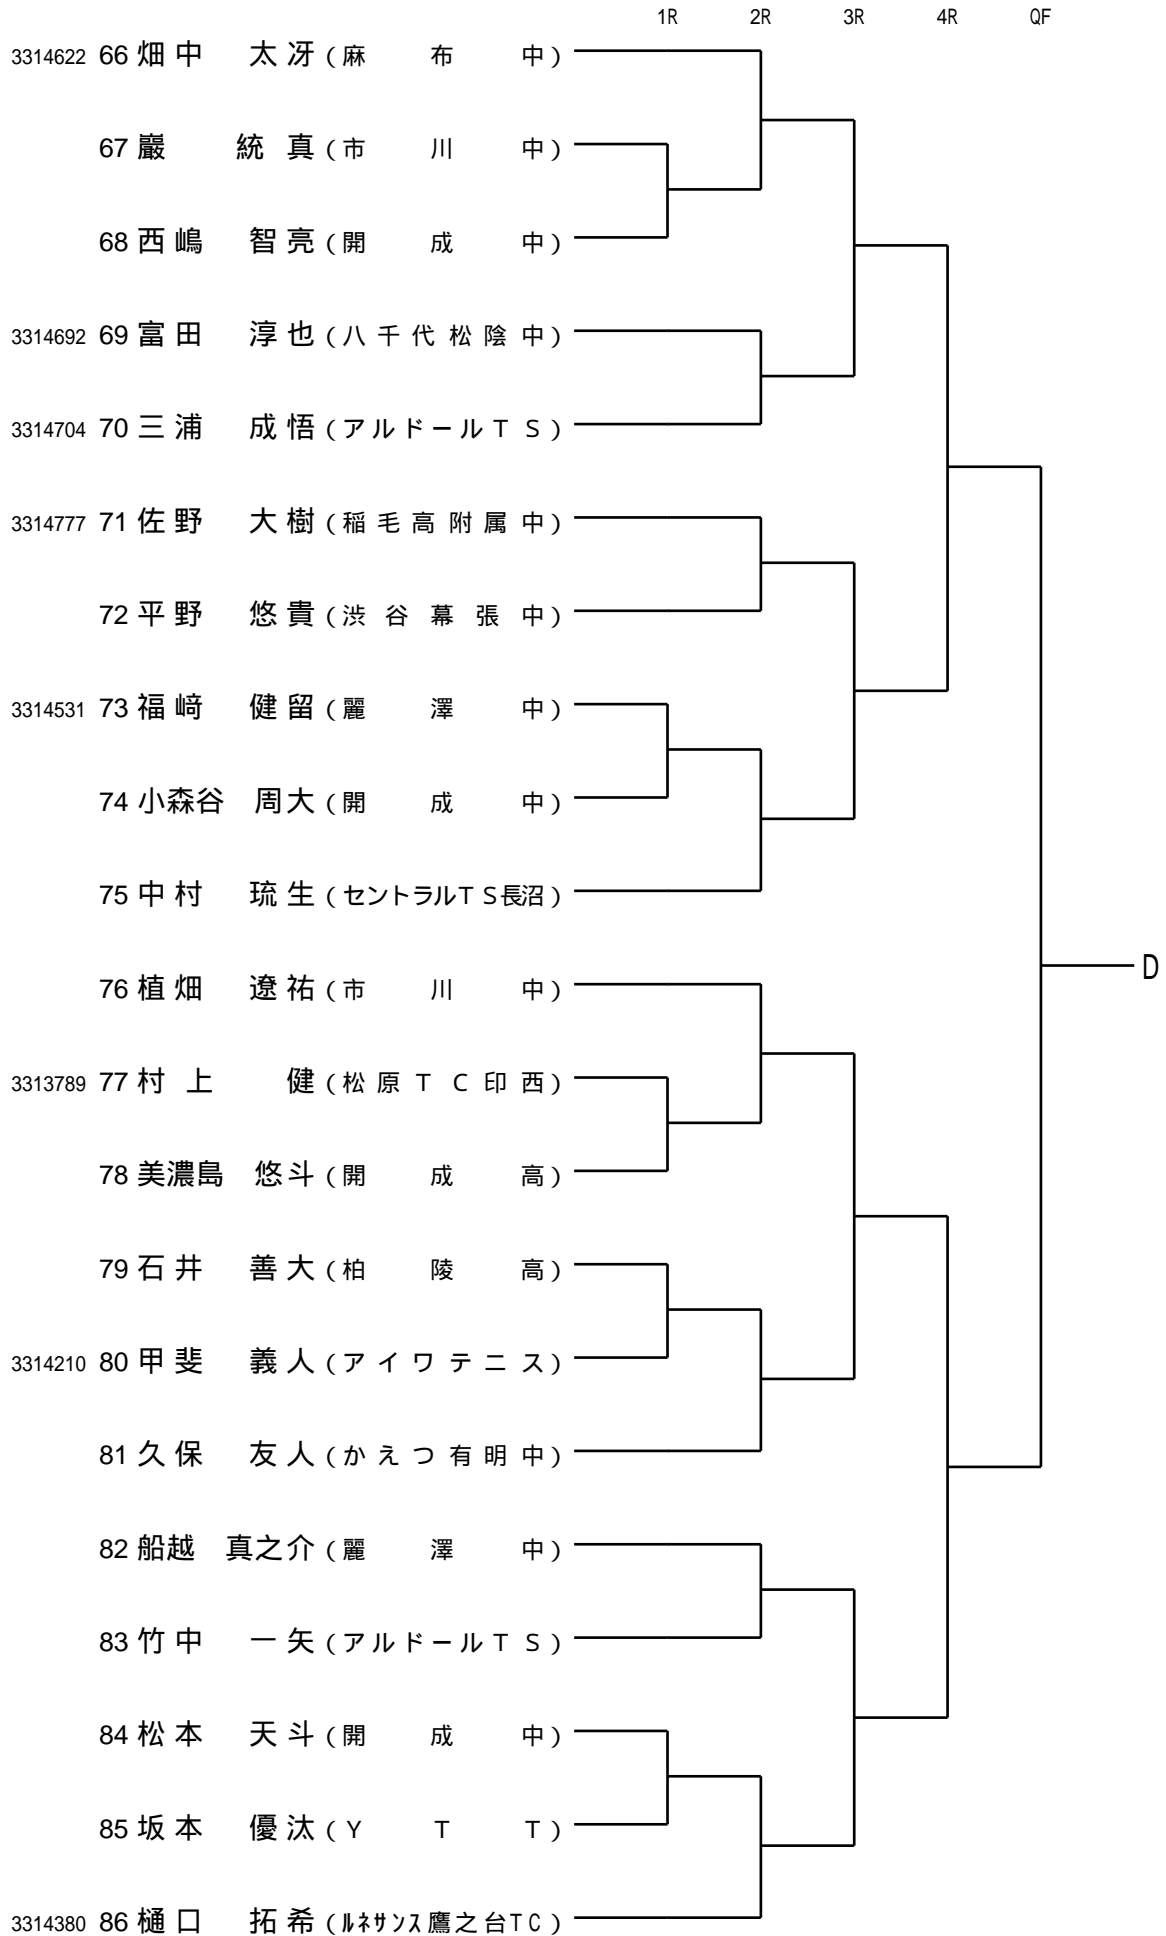 1R 2R 3R 4R QF
3314622 66 畑中 太冴 (麻布中)
67 巖 統真 (市川中)
68 西嶋 智亮 (開成中)
3314692 69 富田 淳也 (八千代松陰中)
3314704 70 三浦 成悟 (アルドールTS)
3314777 71 佐野 大樹 (稲毛高附属中)
72 平野 悠貴 (渋谷幕張中)
3314531 73 福﨑 健留 (麗澤中)
74 小森谷 周大 (開成中)
75 中村 琉生 (セントラルTS長沼)
D
76 植畑 遼祐 (市川中)
3313789 77 村上 健 (松原TC印西)
78 美濃島 悠斗 (開成高)
79 石井 善大 (柏陵高)
3314210 80 甲斐 義人 (アイワテニス)
81 久保 友人 (かえつ有明中)
82 船越 真之介 (麗澤中)
83 竹中 一矢 (アルドールTS)
84 松本 天斗 (開成中)
85 坂本 優汰 (YTT)
3314380 86 樋口 拓希 (ﾙﾈｻﾝｽ鷹之台TC)